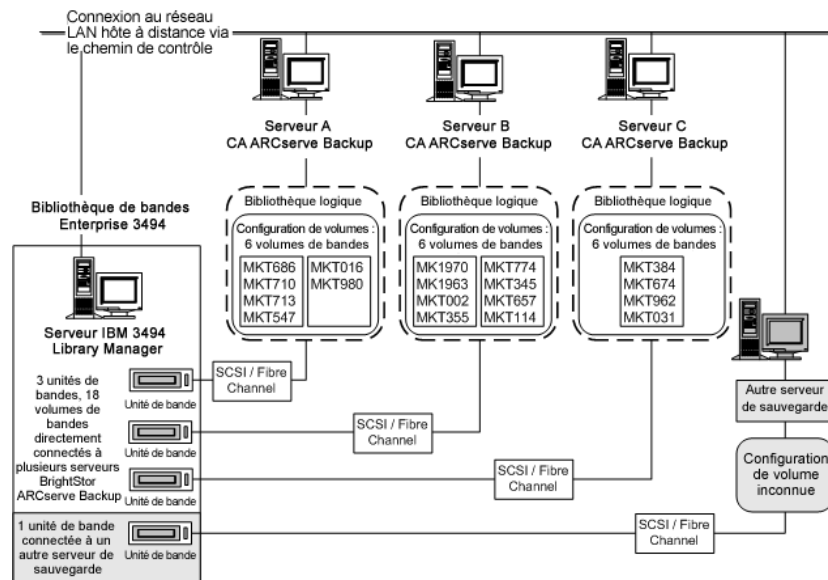 Connexion au réseau
LAN hôte à distance via
le chemin de contrôle
Serveur A
CA ARCserve Backup
Serveur B
CA ARCserve Backup
Serveur C
CA ARCserve Backup
Bibliothèque de bandes
Enterprise 3494
Bibliothèque logique
Configuration de volumes :
6 volumes de bandes
MKT686
MKT710
MKT713
MKT547
MKT016
MKT980
Bibliothèque logique
Configuration de volumes :
6 volumes de bandes
MK1970
MK1963
MKT002
MKT355
MKT774
MKT345
MKT657
MKT114
Bibliothèque logique
Configuration de volumes :
6 volumes de bandes
MKT384
MKT674
MKT962
MKT031
Serveur IBM 3494
Library Manager
3 unités de
bandes, 18
volumes de
bandes
directement
connectés à
plusieurs serveurs
BrightStor
ARCserve Backup
Unité de bande
Unité de bande
Unité de bande
SCSI / Fibre
Channel
SCSI / Fibre
Channel
SCSI / Fibre
Channel
Autre serveur
de sauvegarde
Configuration
de volume
inconnue
1 unité de bande
connectée à un
autre serveur de
sauvegarde
Unité de bande
SCSI / Fibre
Channel